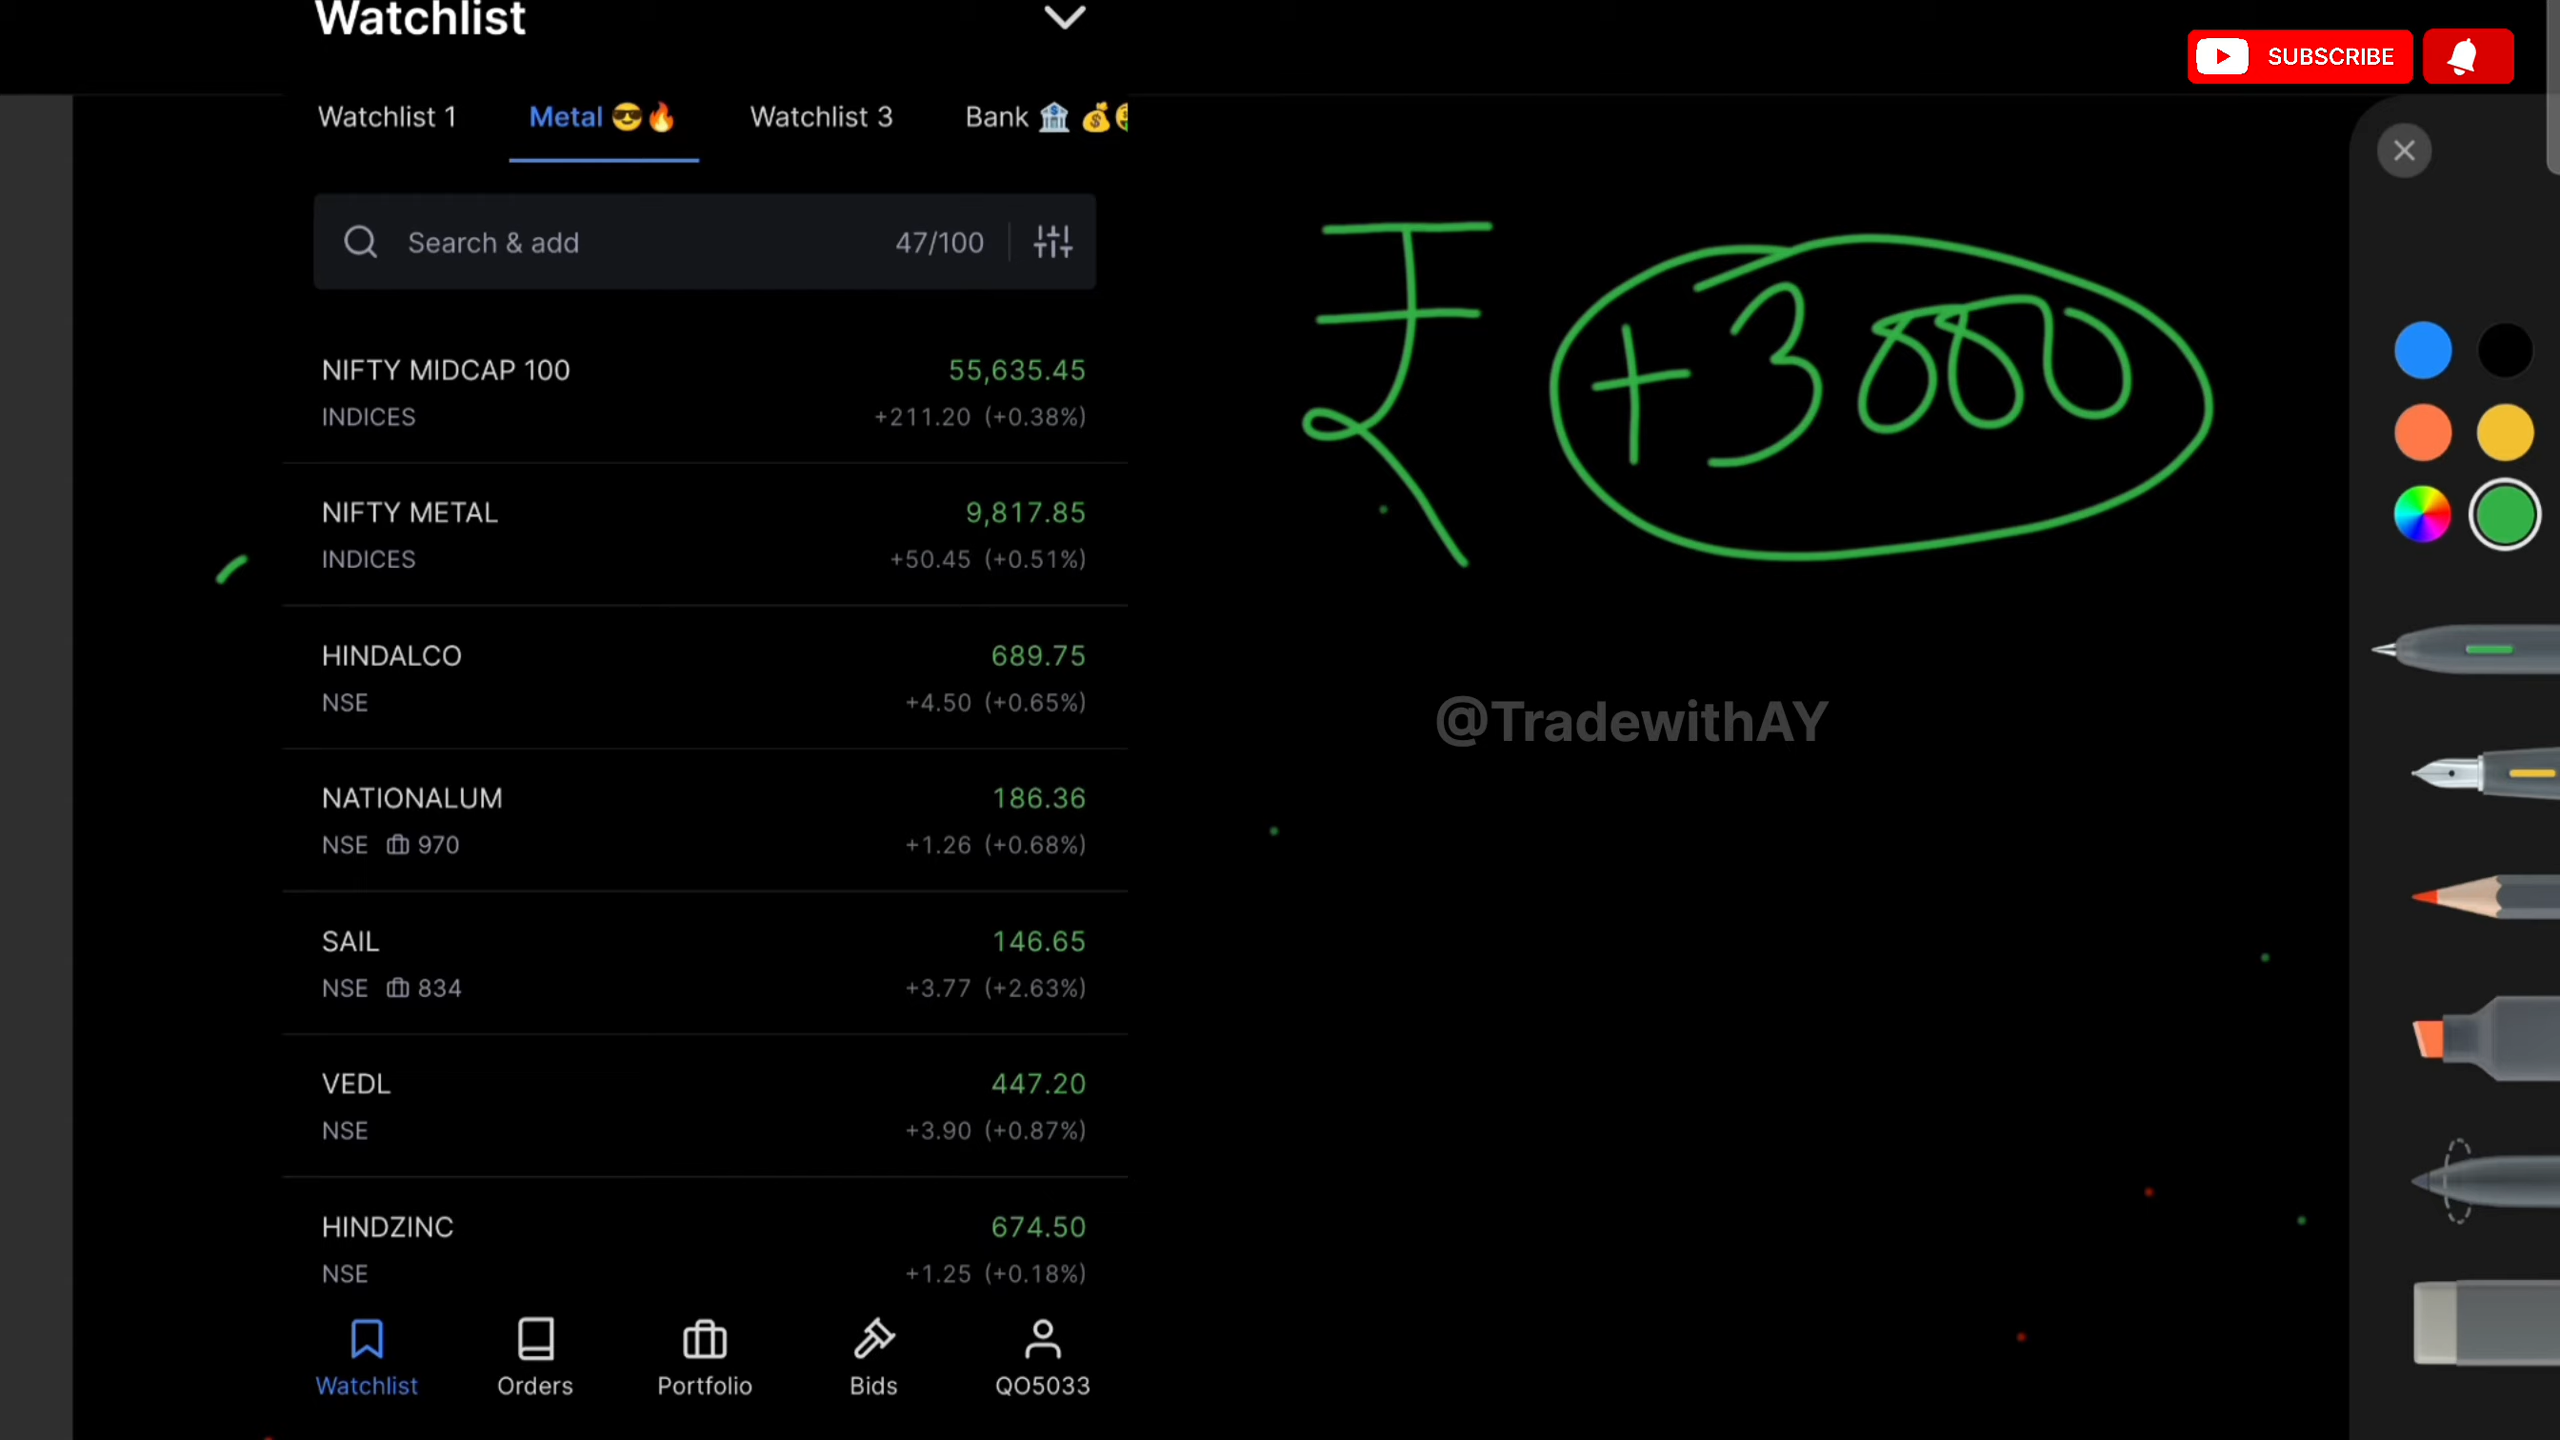 Watchlist
SUBSCRIBE
Watchlist 1 Metal 😎🔥 Watchlist 3 Bank 🏦 💰
Search & add 47/100
₹ +3000
NIFTY MIDCAP 100 55,635.45
INDICES +211.20 (+0.38%)
NIFTY METAL 9,817.85
INDICES +50.45 (+0.51%)
HINDALCO 689.75
NSE +4.50 (+0.65%)
@TradewithAY
NATIONALUM 186.36
NSE 970 +1.26 (+0.68%)
SAIL 146.65
NSE 834 +3.77 (+2.63%)
VEDL 447.20
NSE +3.90 (+0.87%)
HINDZINC 674.50
NSE +1.25 (+0.18%)
Watchlist Orders Portfolio Bids QO5033